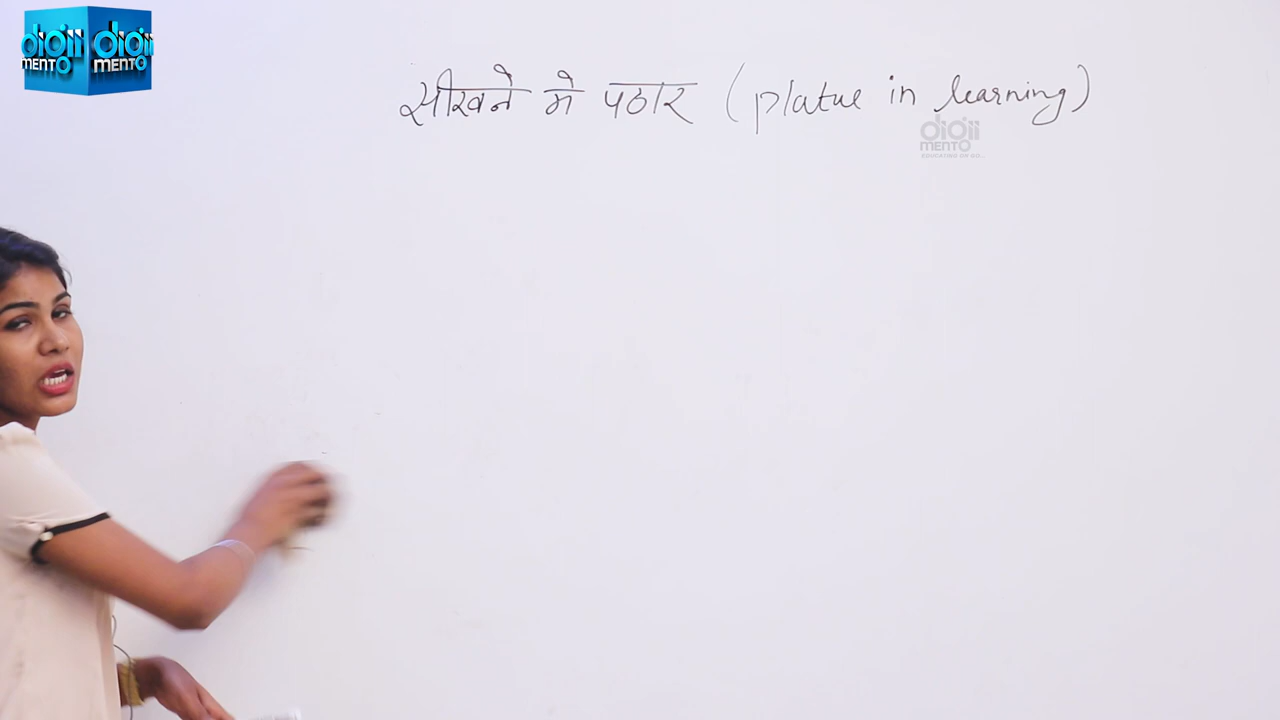 digii MENTO digii MENTO
सीखने मे पठार (platue in learning)
digii MENTO